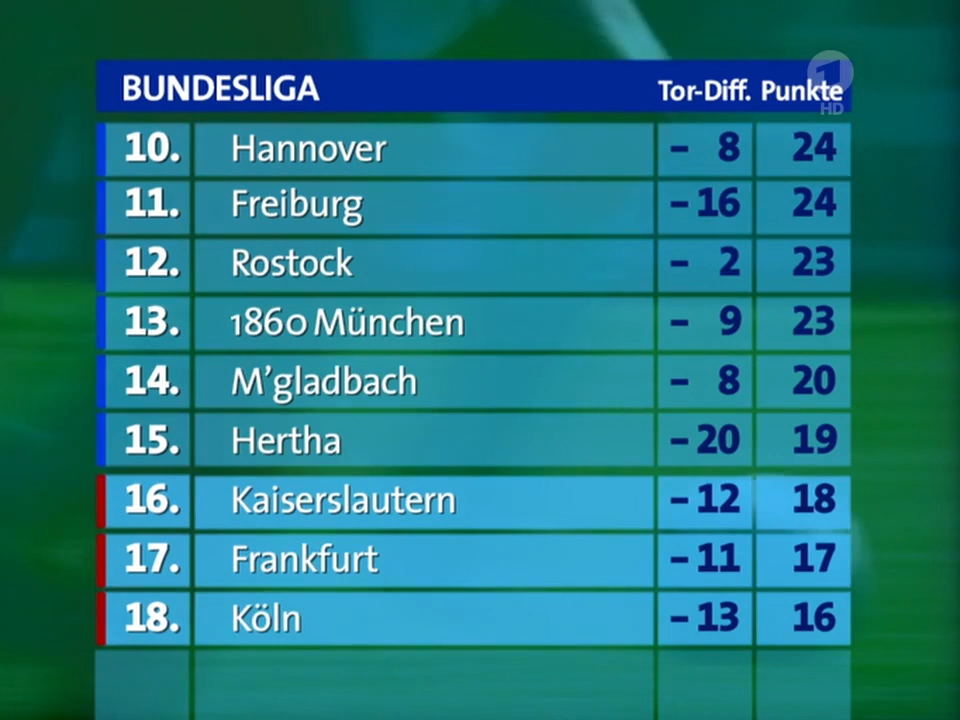 BUNDESLIGA Tor-Diff. Punkte
1
HD
10. Hannover - 8 24
11. Freiburg - 16 24
12. Rostock - 2 23
13. 1860 München - 9 23
14. M'gladbach - 8 20
15. Hertha - 20 19
16. Kaiserslautern - 12 18
17. Frankfurt - 11 17
18. Köln - 13 16